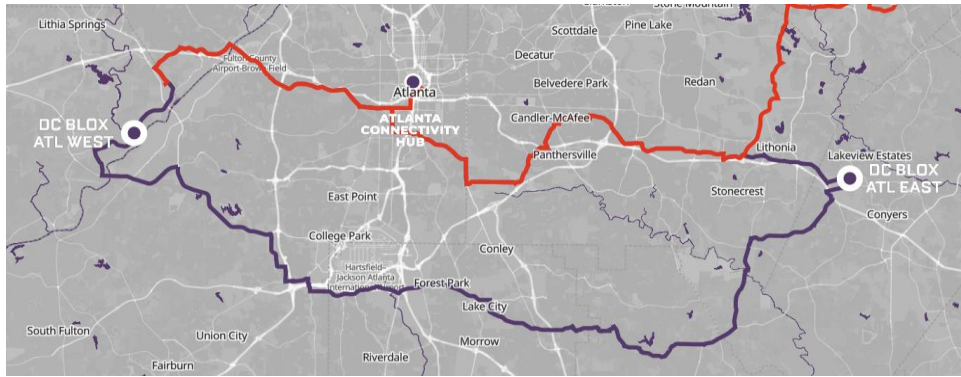 Stone Mountain
Lithia Springs
Pine Lake
Scottdale
Decatur
Fulton County
Airport-Brown Field
Belvedere Park
Redan
Atlanta
ATLANTA
CONNECTIVITY
HUB
Candler-McAfee
DC BLOX
ATL WEST
Lithonia
Panthersville
Lakeview Estates
DC BLOX
ATL EAST
Stonecrest
East Point
Conyers
College Park
Conley
Hartsfield-
Jackson Atlanta
International Airport
Forest Park
Lake City
South Fulton
Union City
Morrow
Riverdale
Fairburn